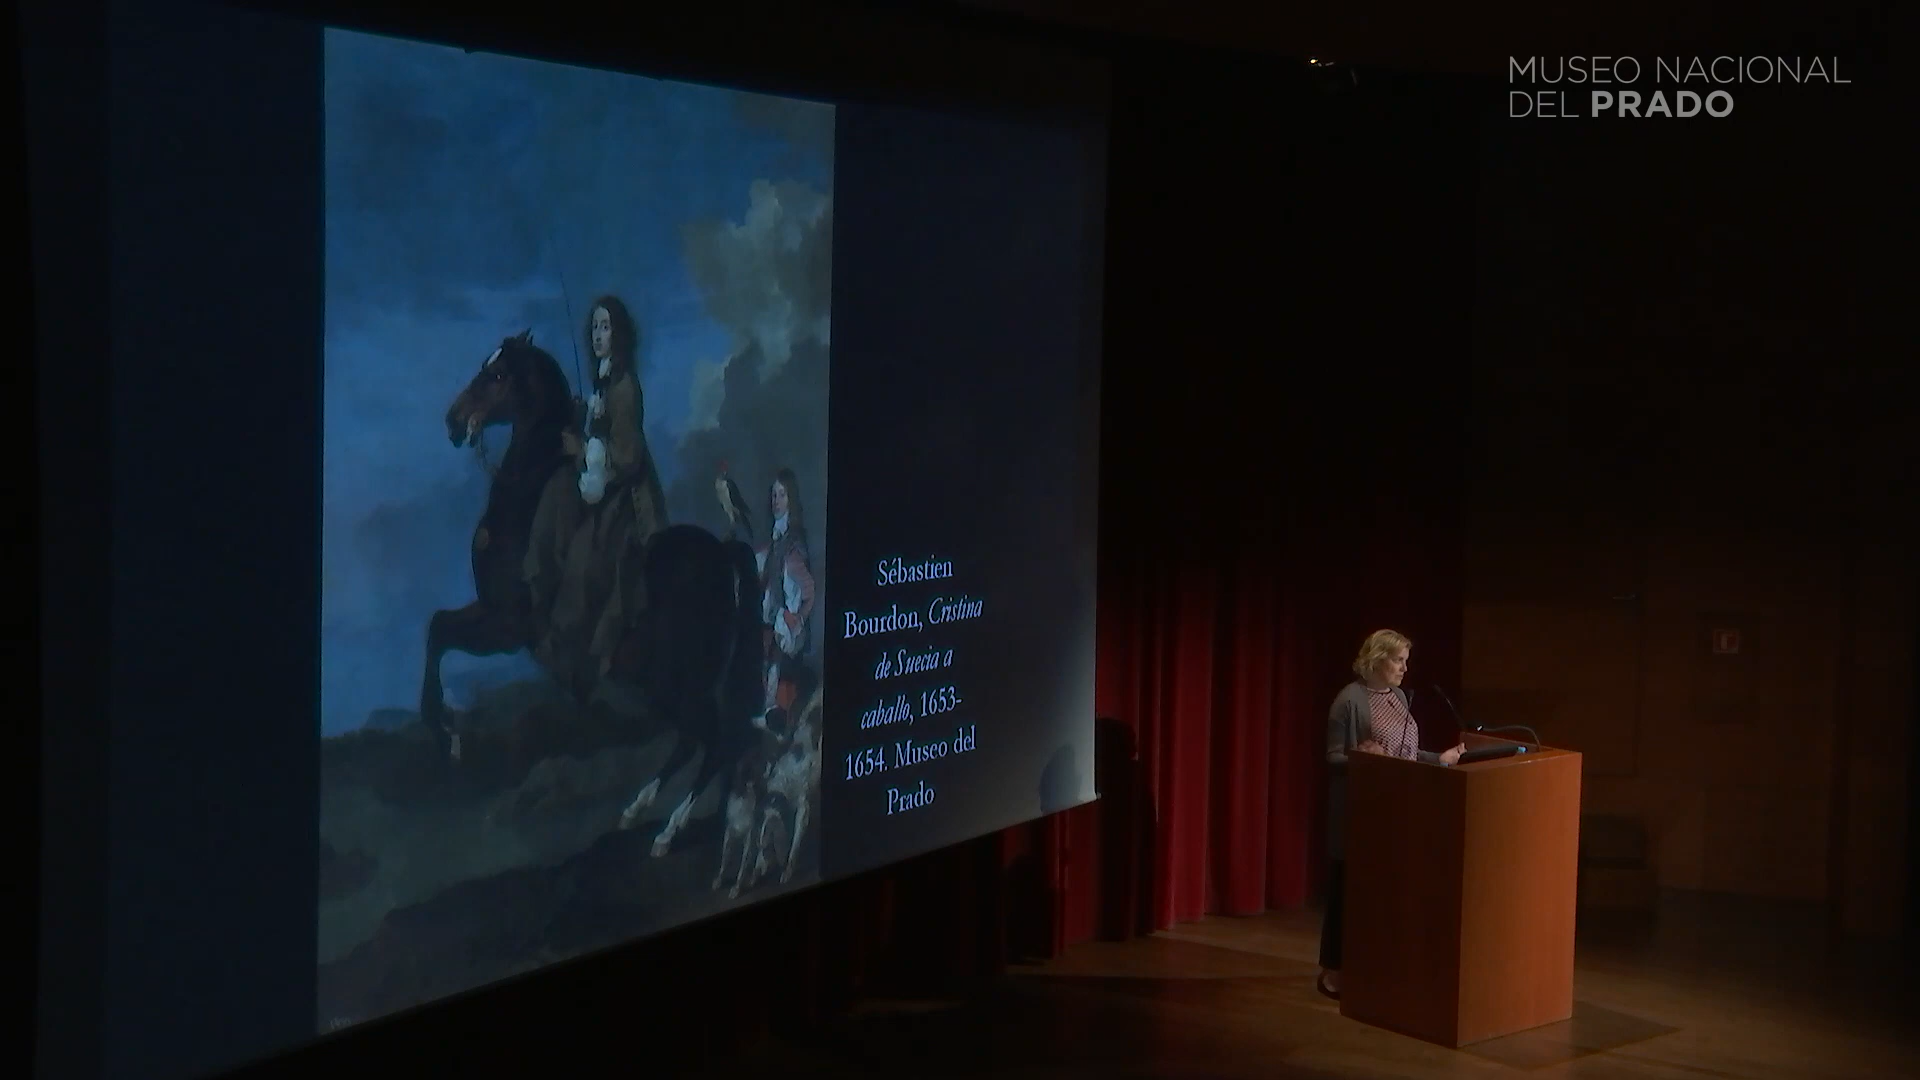 MUSEO NACIONAL
DEL PRADO
Sébastien
Bourdon, Cristina
de Suecia a
caballo, 1653-
1654. Museo del
Prado